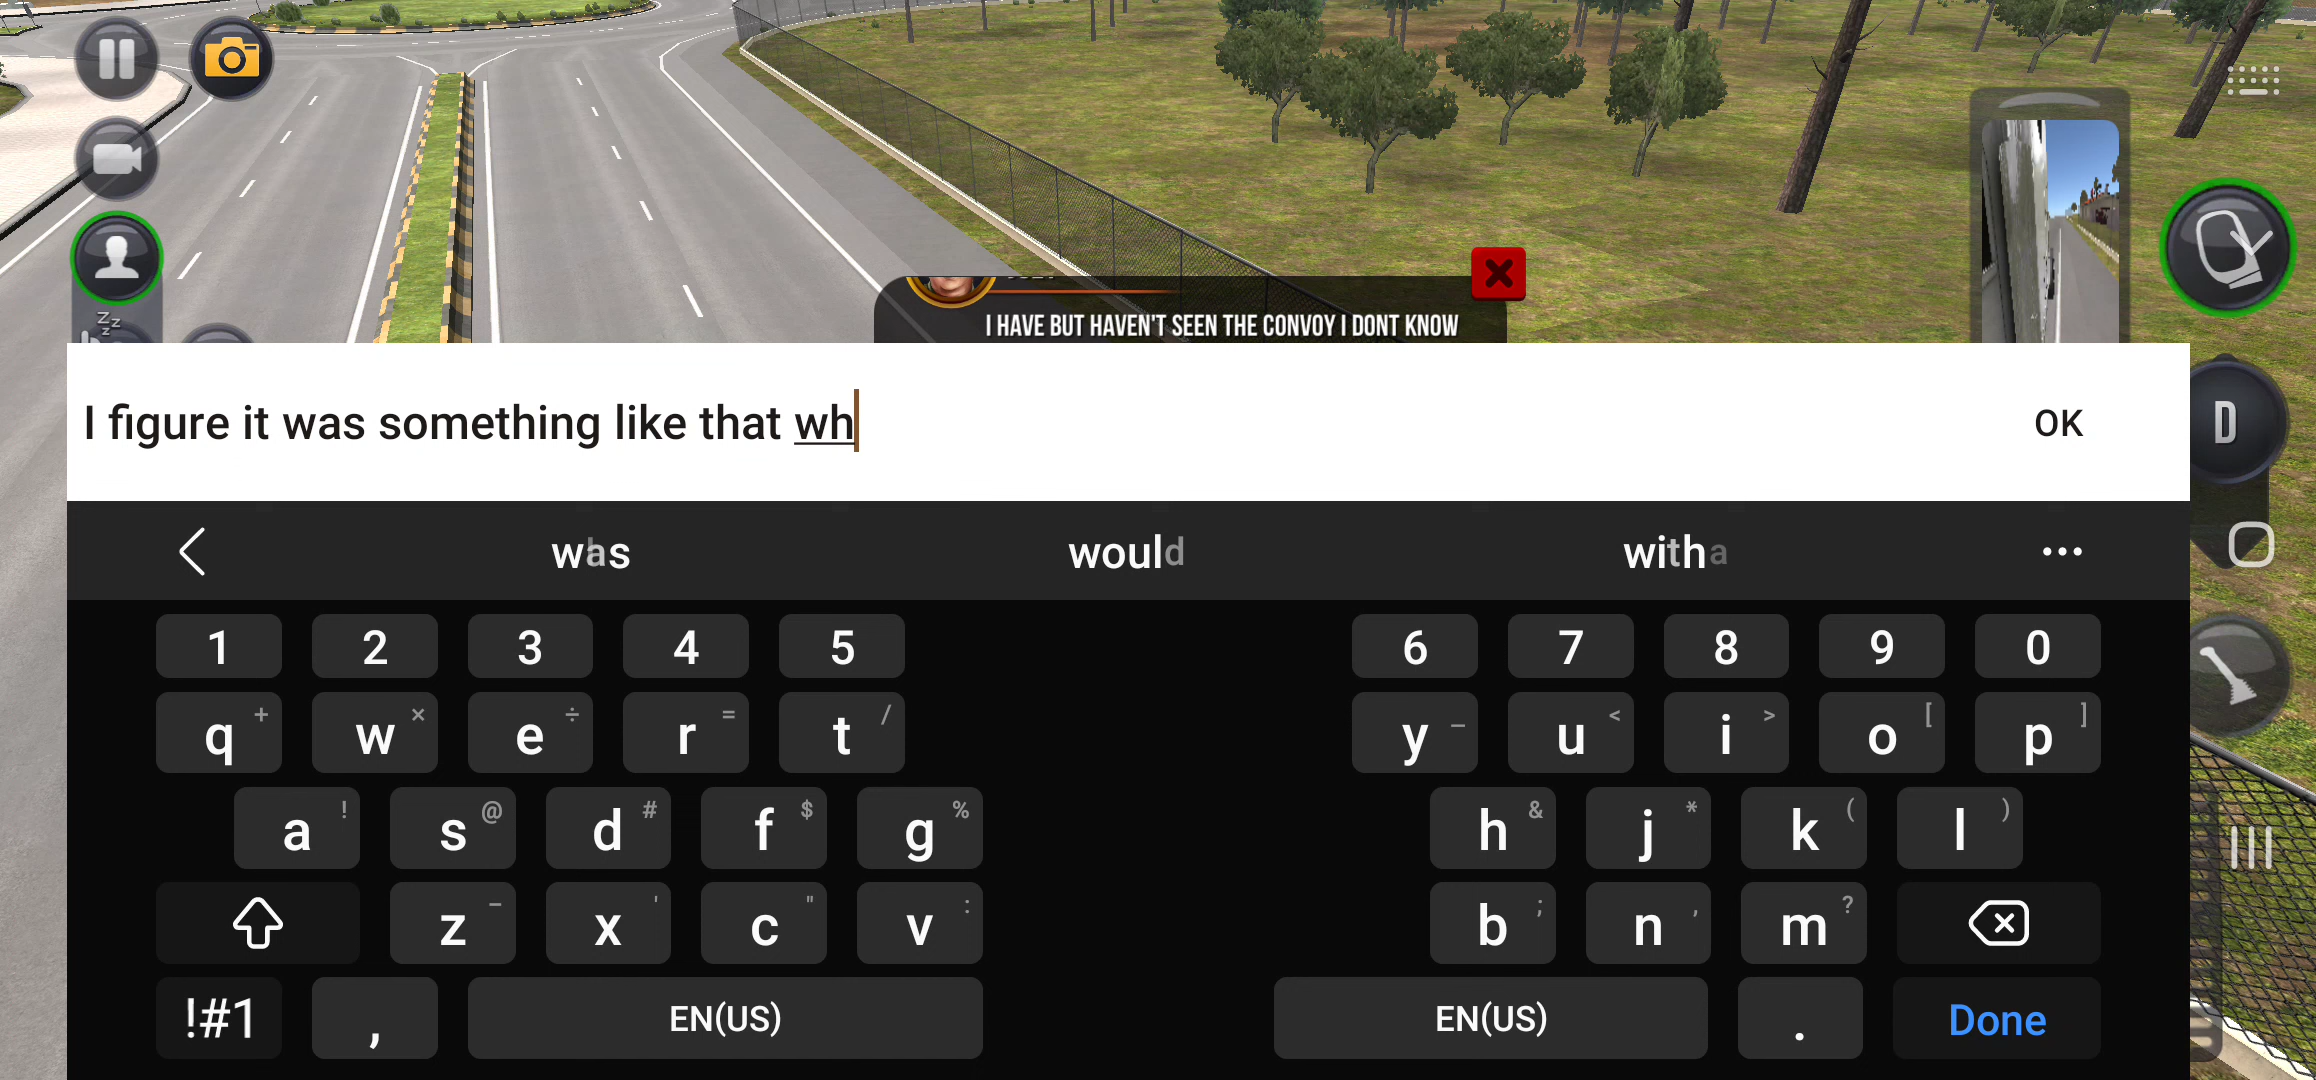 I HAVE BUT HAVEN'T SEEN THE CONVOY I DONT KNOW
I figure it was something like that wh
OK
D
was would with
1 2 3 4 5 6 7 8 9 0
q + w × e ÷ r = t / y _ u < i > o [ p ]
a ! s @ d # f $ g % h & j * k ( l )
z - x ' c " v : b ; n , m ?
!#1 , EN(US) EN(US) . Done